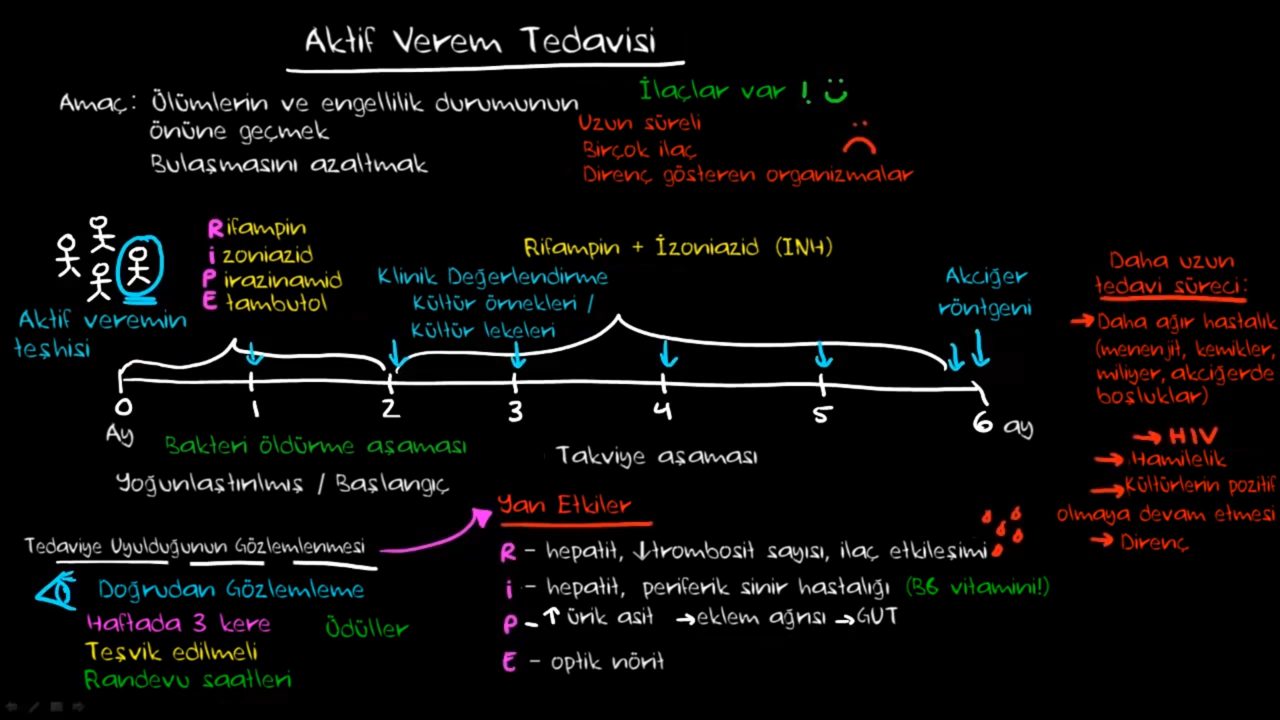 Aktif Verem Tedavisi
Amaç: Ölümlerin ve engellilik durumunun
önüne geçmek
Bulaşmasını azaltmak
İlaçlar var !
Uzun süreli
Birçok ilaç
Direnç gösteren organizmalar
Aktif veremin
teşhisi
Rifampin
izoniazid
Pirazinamid
Etambutol
Rifampin + İzoniazid (INH)
Klinik Değerlendirme
Kültür örnekleri /
Kültür lekeleri
Akciğer
röntgeni
0 1 2 3 4 5 6 ay
Ay
Bakteri öldürme aşaması
Yoğunlaştırılmış / Başlangıç
Takviye aşaması
Daha uzun
tedavi süreci:
→ Daha ağır hastalık
(menenjit, kemikler,
miliyer, akciğerde
boşluklar)
→ HIV
→ Hamilelik
→ Kültürlerin pozitif
olmaya devam etmesi
→ Direnç
Tedaviye Uyulduğunun Gözlemlenmesi
Doğrudan Gözlemleme
Haftada 3 kere
Ödüller
Teşvik edilmeli
Randevu saatleri
Yan Etkiler
R - hepatit, ↓trombosit sayısı, ilaç etkileşimi
i - hepatit, periferik sinir hastalığı (B6 vitamini!)
P - ↑ ürik asit → eklem ağrısı → GUT
E - optik nörit